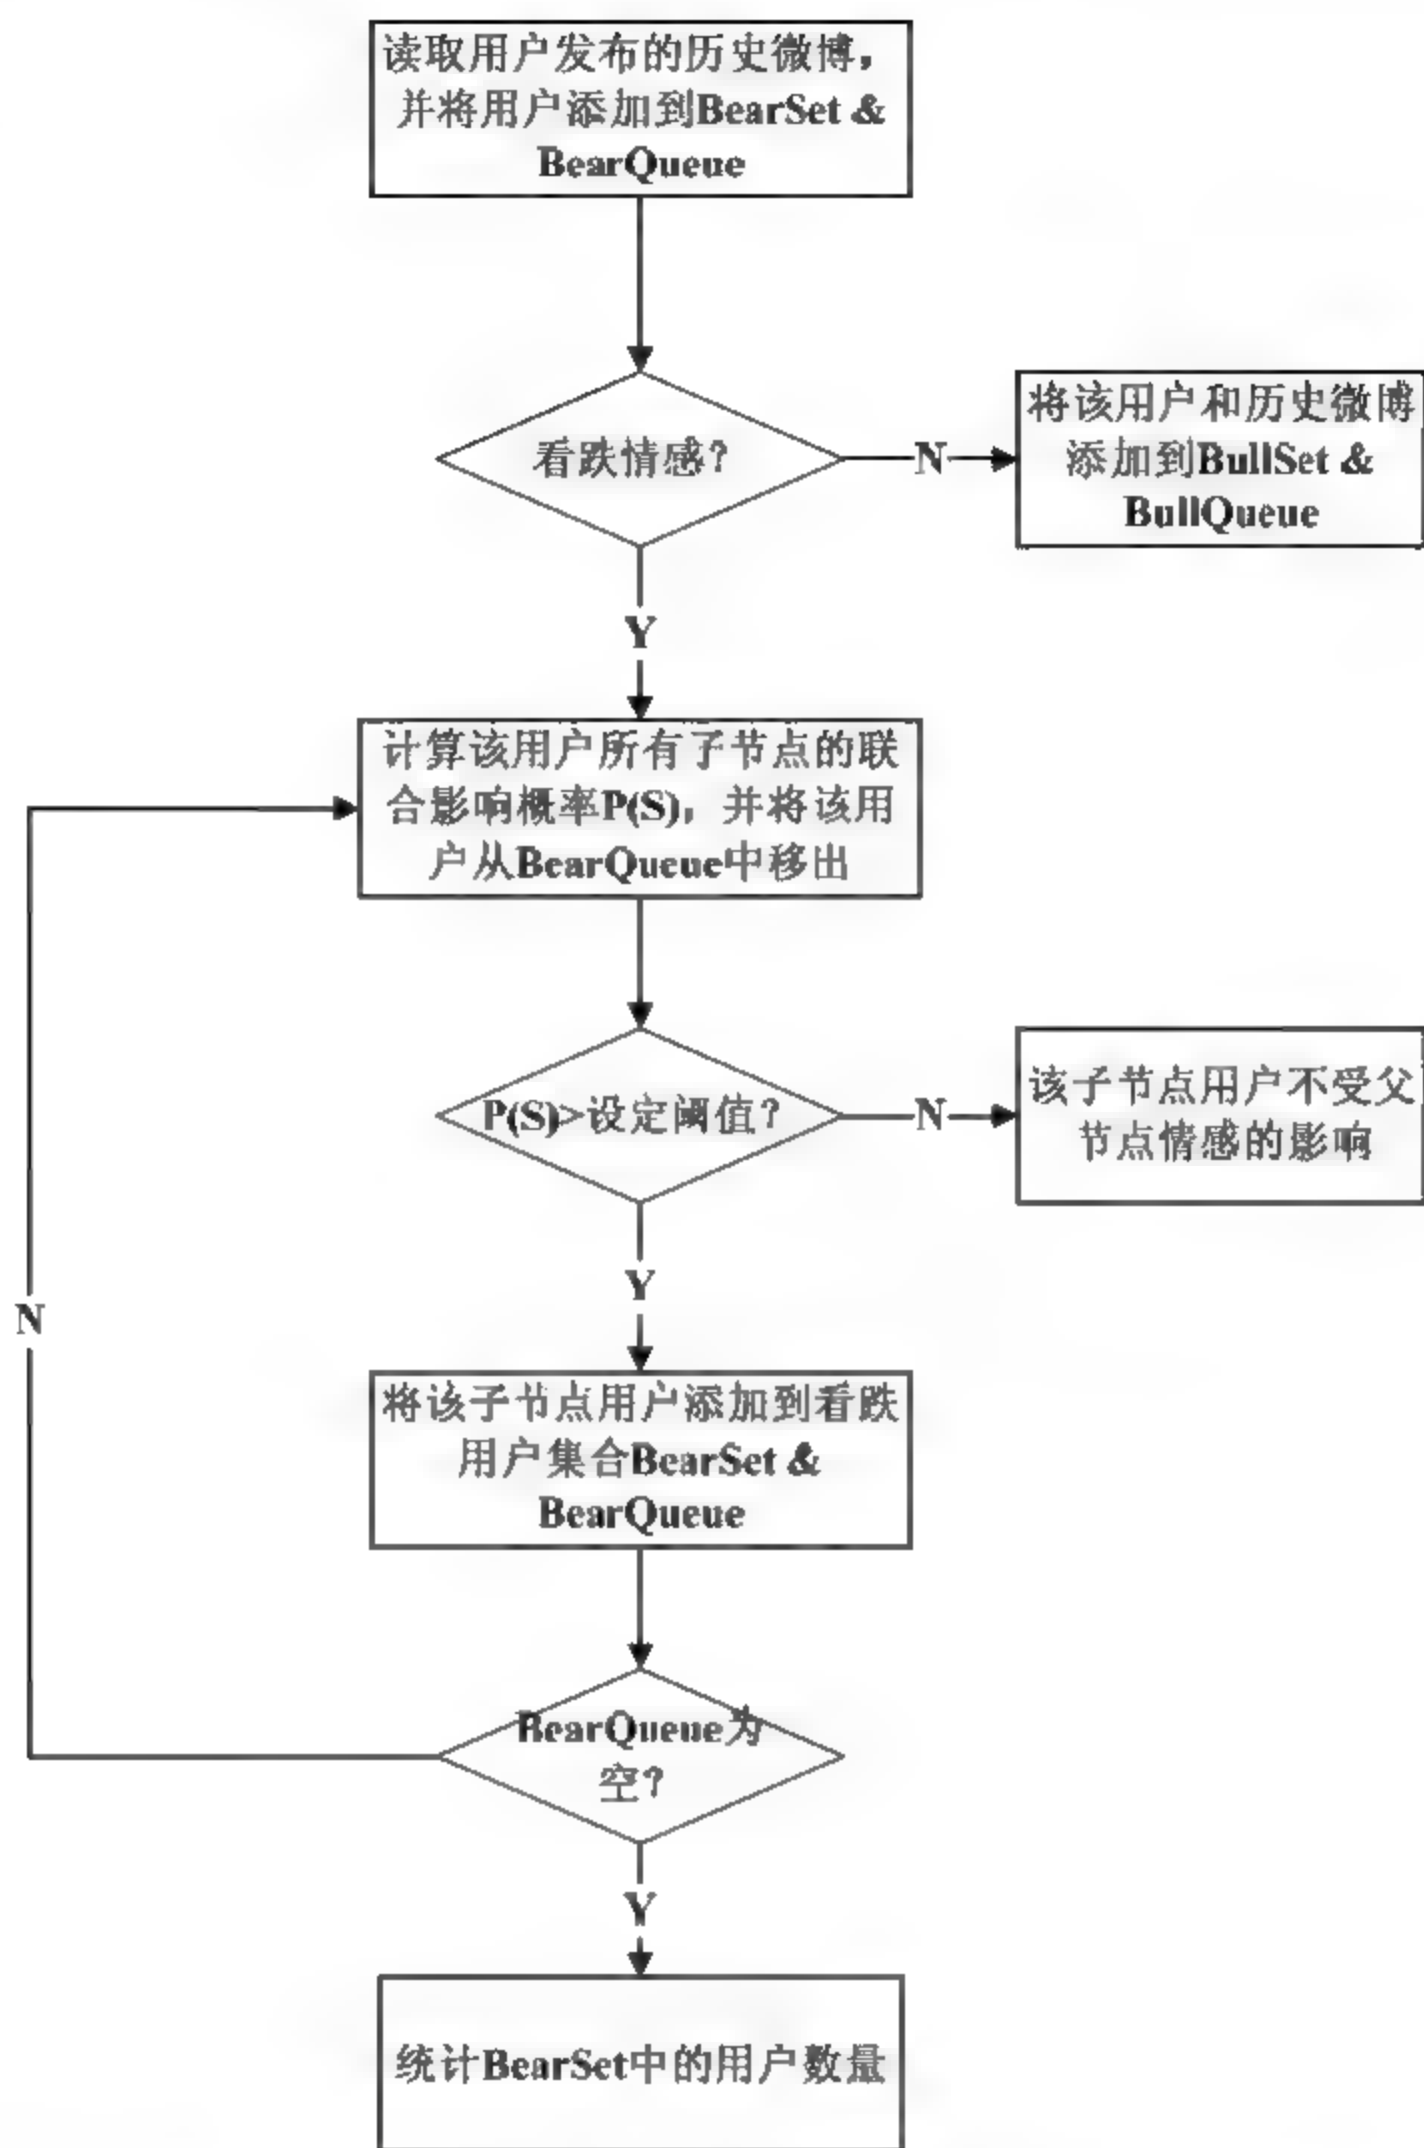 读取用户发布的历史微博，
并将用户添加到BearSet &
BearQueue
看跌情感？
N
将该用户和历史微博
添加到BullSet &
BullQueue
Y
计算该用户所有子节点的联
合影响概率P(S)，并将该用
户从BearQueue中移出
P(S)>设定阈值？
N
该子节点用户不受父
节点情感的影响
Y
N
将该子节点用户添加到看跌
用户集合BearSet &
BearQueue
BearQueue为
空？
Y
统计BearSet中的用户数量